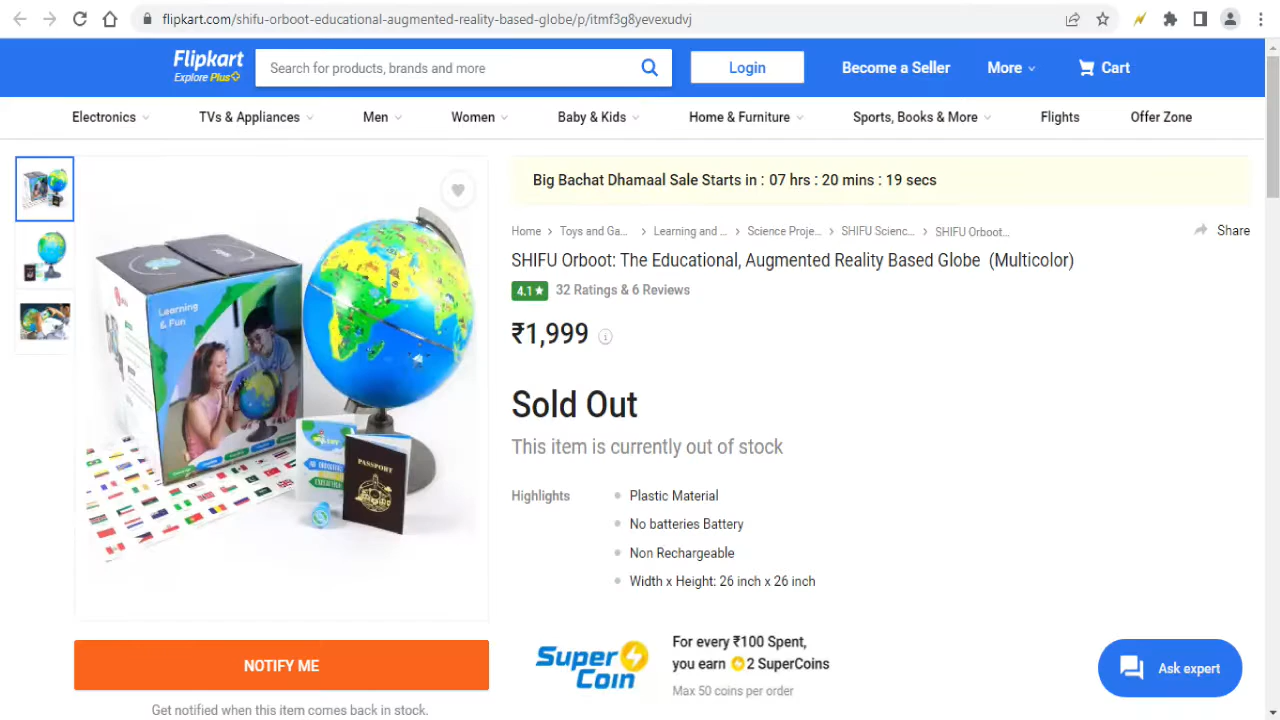 flipkart.com/shifu-orboot-educational-augmented-reality-based-globe/p/itmf3g8yevexudvj
Flipkart
Explore Plus
Search for products, brands and more
Login
Become a Seller
More
Cart
Electronics
TVs & Appliances
Men
Women
Baby & Kids
Home & Furniture
Sports, Books & More
Flights
Offer Zone
Big Bachat Dhamaal Sale Starts in : 07 hrs : 20 mins : 19 secs
Home > Toys and Ga... > Learning and ... > Science Proje... > SHIFU Scienc... > SHIFU Orboot...
Share
SHIFU Orboot: The Educational, Augmented Reality Based Globe (Multicolor)
4.1★ 32 Ratings & 6 Reviews
₹1,999
Sold Out
This item is currently out of stock
Highlights
Plastic Material
No batteries Battery
Non Rechargeable
Width x Height: 26 inch x 26 inch
Learning
& Fun
PASSPORT
NOTIFY ME
Get notified when this item comes back in stock.
Super
Coin
For every ₹100 Spent,
you earn 2 SuperCoins
Max 50 coins per order
Ask expert